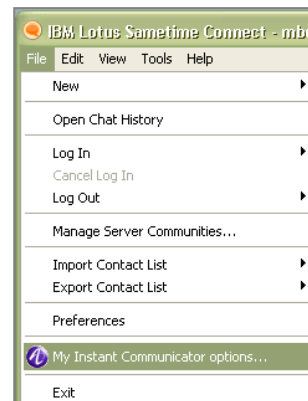 IBM Lotus Sametime Connect - mb
File Edit View Tools Help
New
Open Chat History
Log In
Cancel Log In
Log Out
Manage Server Communities...
Import Contact List
Export Contact List
Preferences
My Instant Communicator options...
Exit